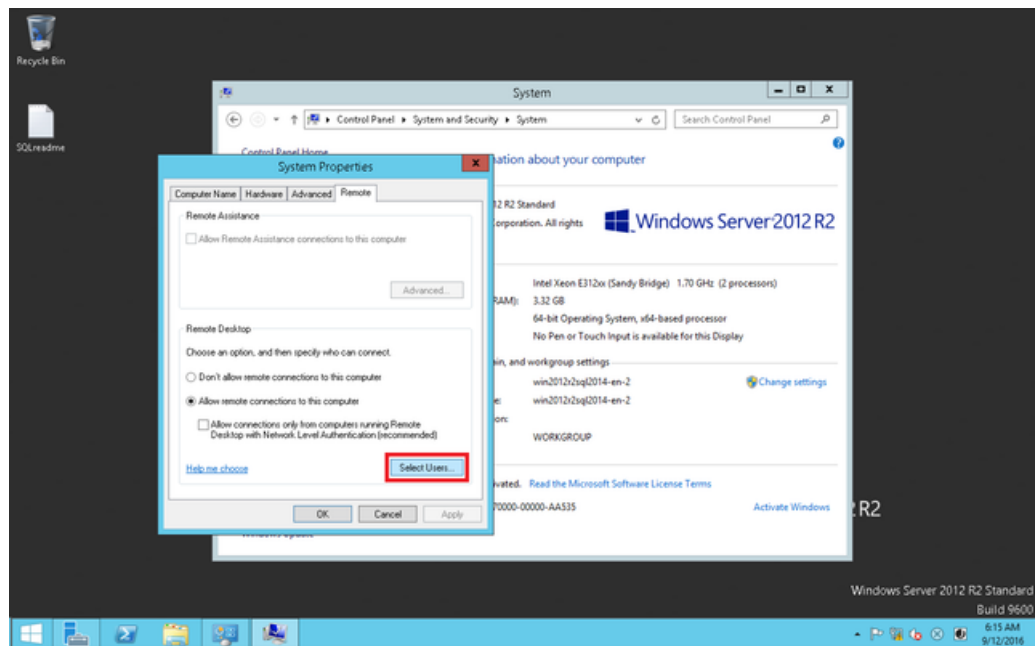 Recycle Bin
SQLreadme
System
Control Panel ▸ System and Security ▸ System
Search Control Panel
Control Panel Home
mation about your computer
System Properties
Computer Name
Hardware
Advanced
Remote
Remote Assistance
Allow Remote Assistance connections to this computer
Advanced...
Remote Desktop
Choose an option, and then specify who can connect.
Don't allow remote connections to this computer
Allow remote connections to this computer
Allow connections only from computers running Remote
Desktop with Network Level Authentication (recommended)
Help me choose
Select Users...
OK
Cancel
Apply
12 R2 Standard
Corporation. All rights
Windows Server 2012 R2
Intel Xeon E312xx (Sandy Bridge) 1.70 GHz (2 processors)
RAM): 3.32 GB
64-bit Operating System, x64-based processor
No Pen or Touch Input is available for this Display
ain, and workgroup settings
win2012r2sql2014-en-2
Change settings
e: win2012r2sql2014-en-2
on:
WORKGROUP
ivated. Read the Microsoft Software License Terms
70000-00000-AA535
Activate Windows
R2
Windows Server 2012 R2 Standard
Build 9600
6:15 AM
9/12/2016